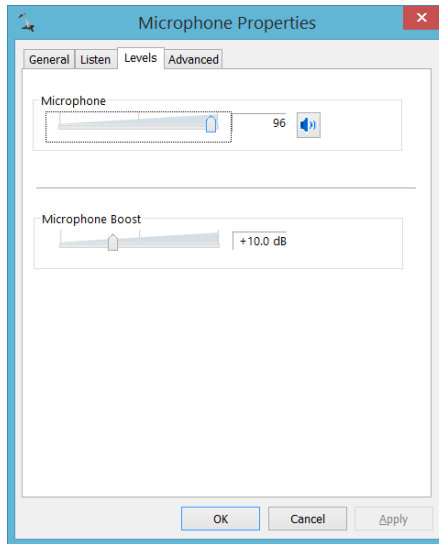 Microphone Properties
General Listen Levels Advanced
Microphone
96
Microphone Boost
+10.0 dB
OK Cancel Apply